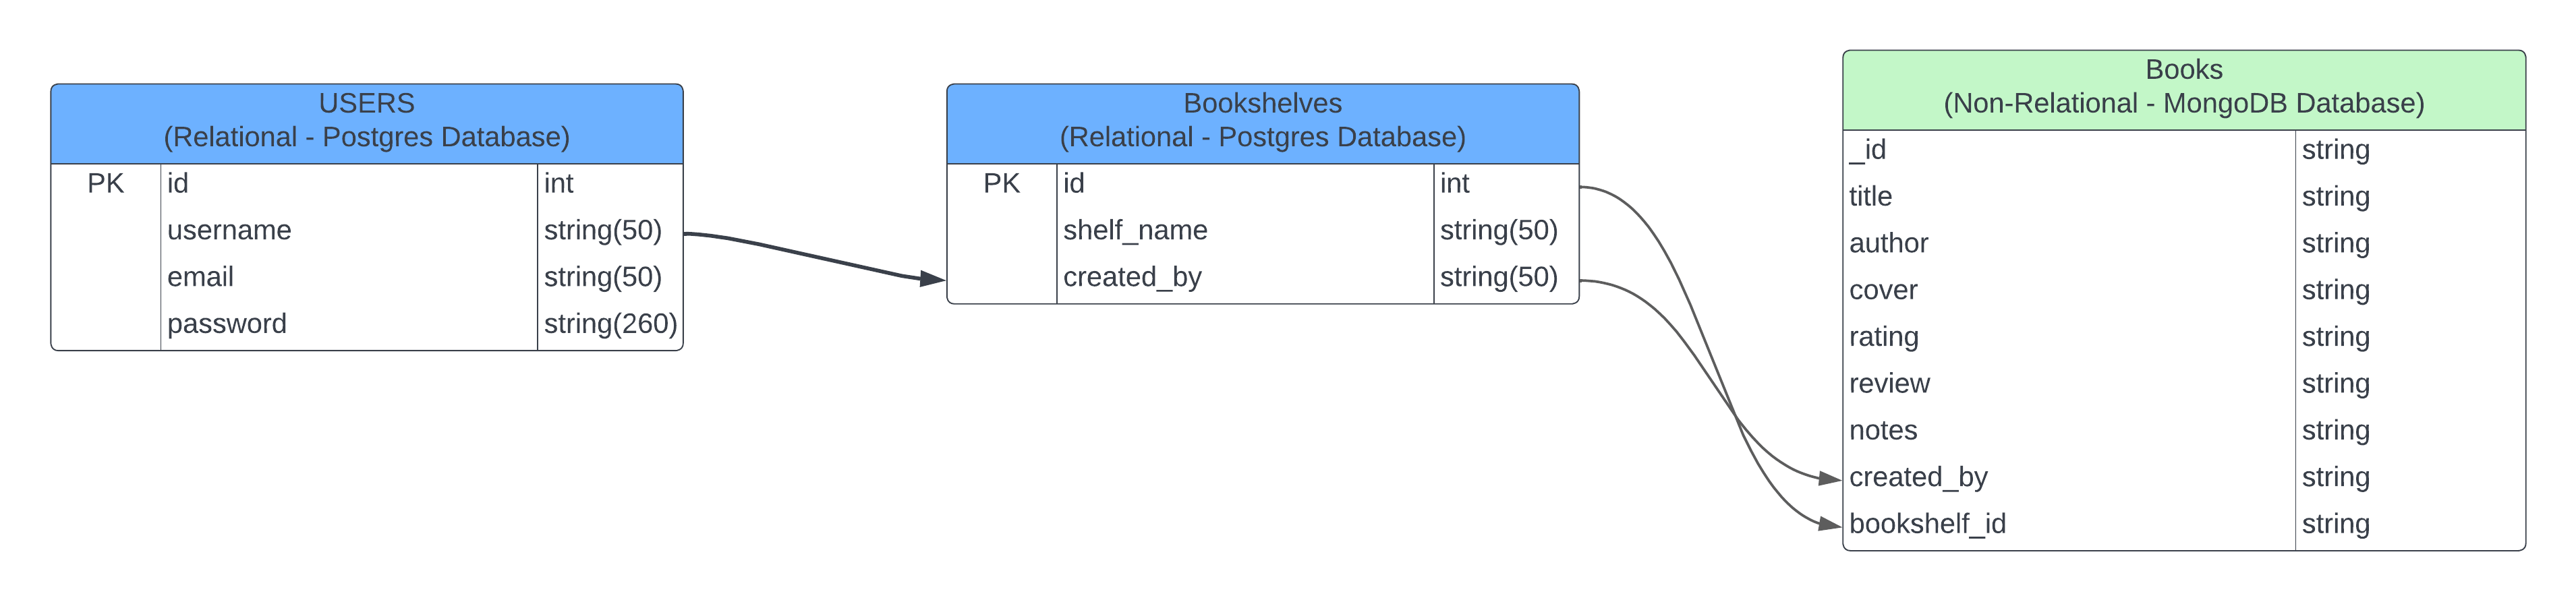 USERS
(Relational - Postgres Database)
PK id int
username string(50)
email string(50)
password string(260)
Bookshelves
(Relational - Postgres Database)
PK id int
shelf_name string(50)
created_by string(50)
Books
(Non-Relational - MongoDB Database)
_id string
title string
author string
cover string
rating string
review string
notes string
created_by string
bookshelf_id string